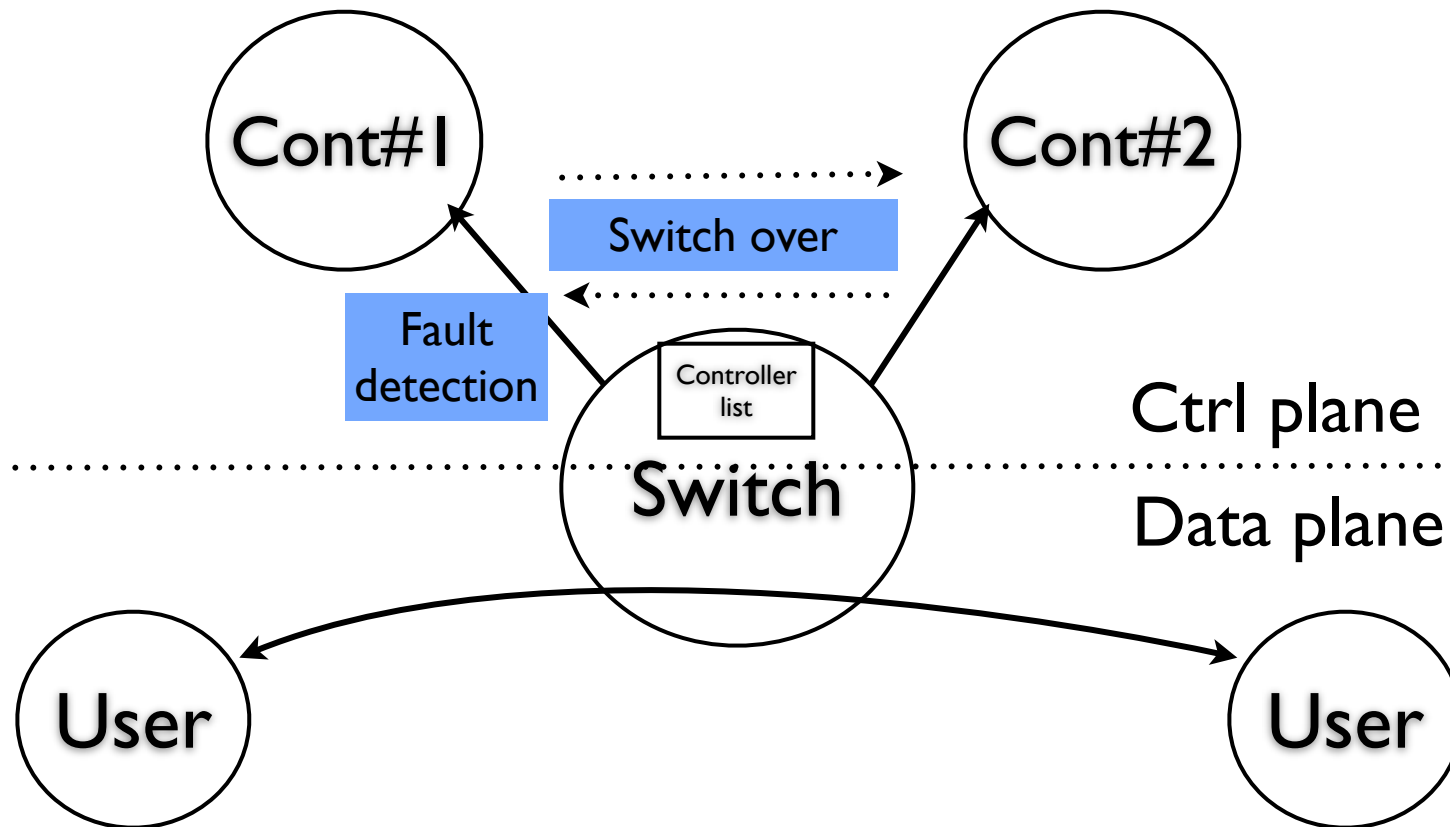 Cont#1
Cont#2
Switch over
Fault
detection
Controller
list
Ctrl plane
Switch
Data plane
User
User